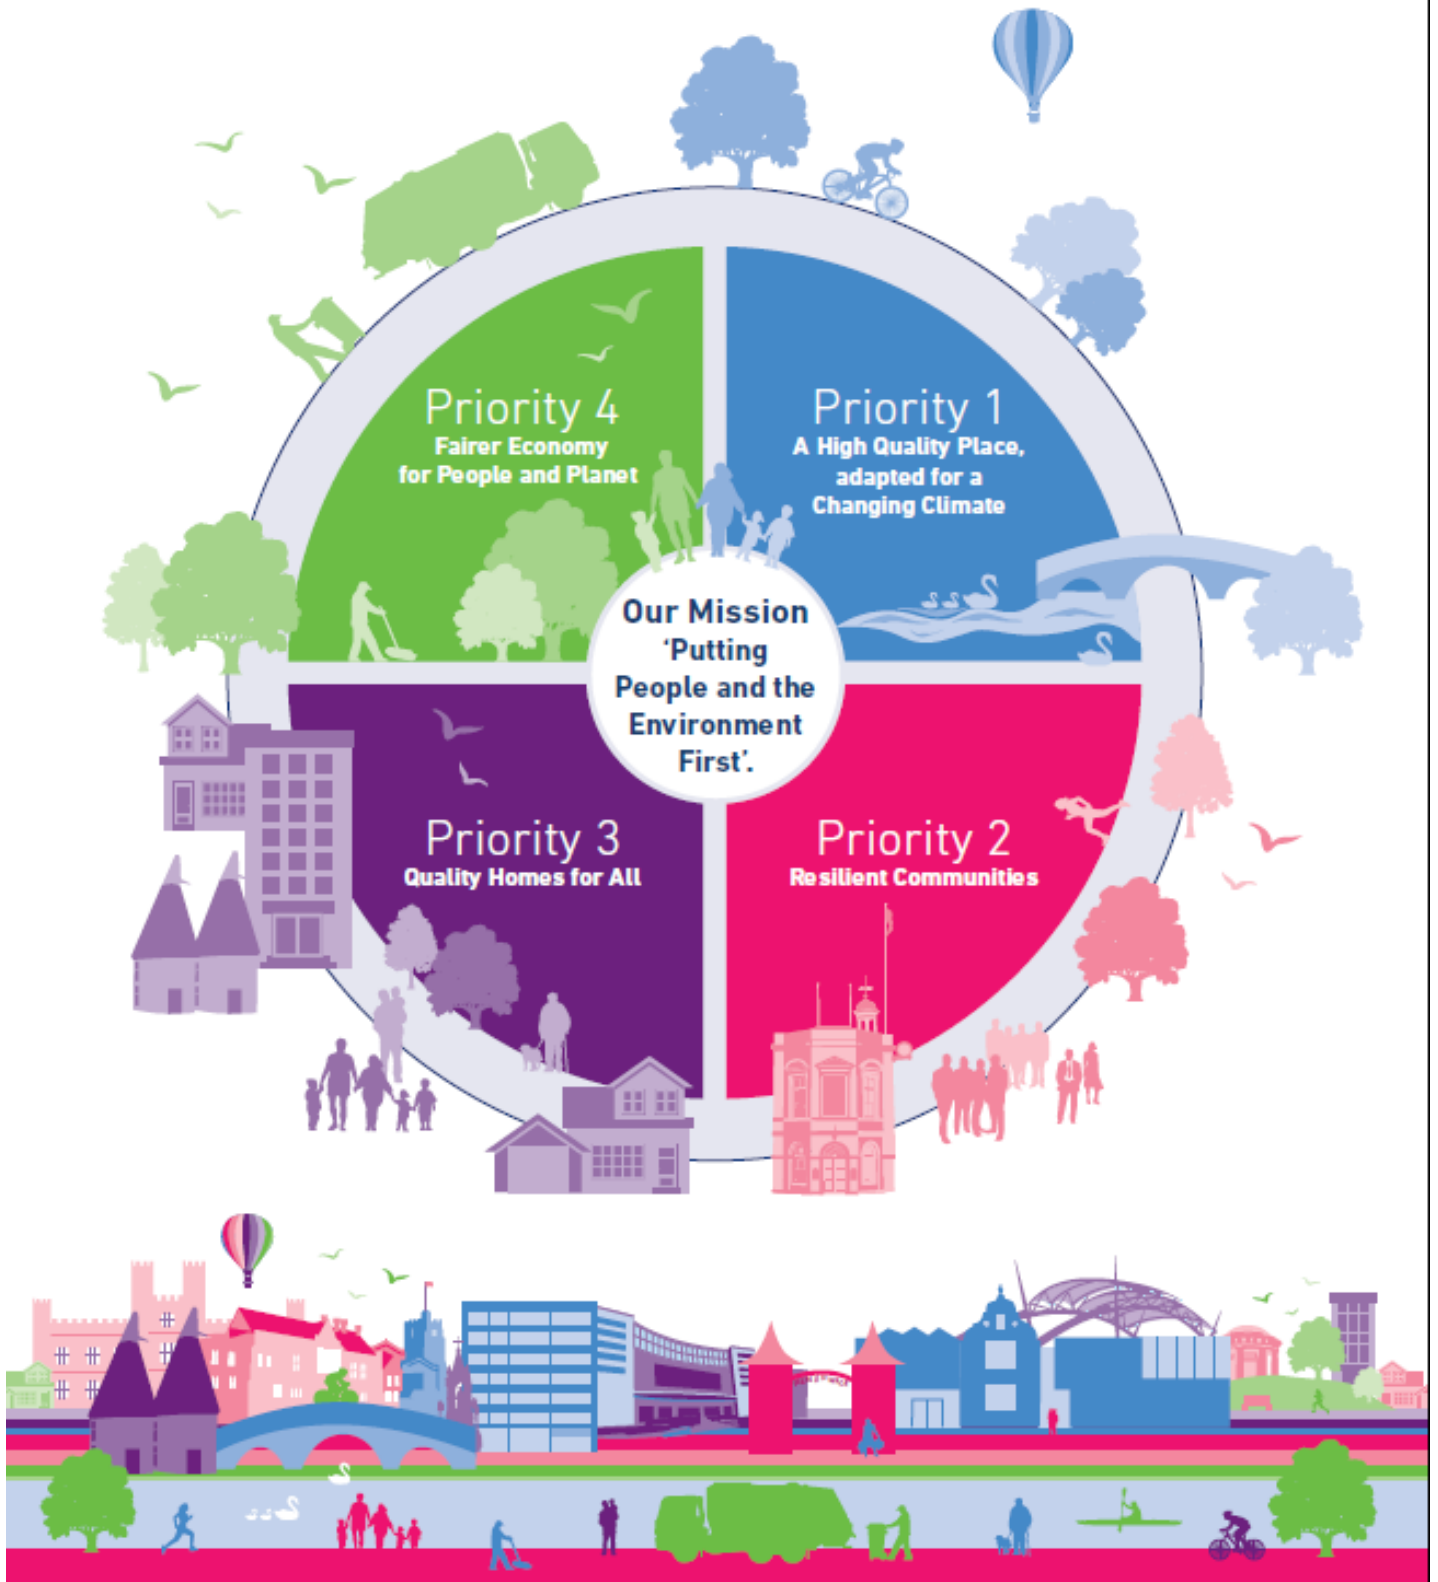 Priority 4
Fairer Economy
for People and Planet
Priority 1
A High Quality Place,
adapted for a
Changing Climate
Our Mission
‘Putting
People and the
Environment
First’.
Priority 3
Quality Homes for All
Priority 2
Resilient Communities